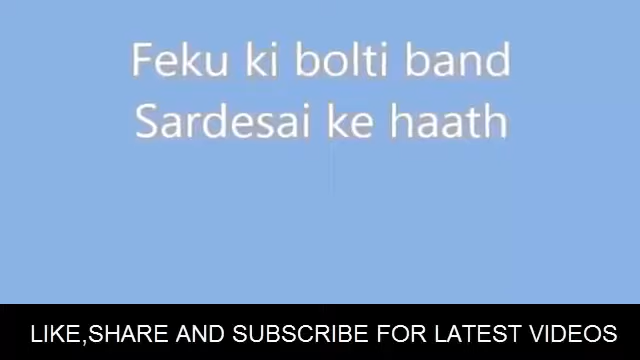 Feku ki bolti band
Sardesai ke haath
LIKE,SHARE AND SUBSCRIBE FOR LATEST VIDEOS